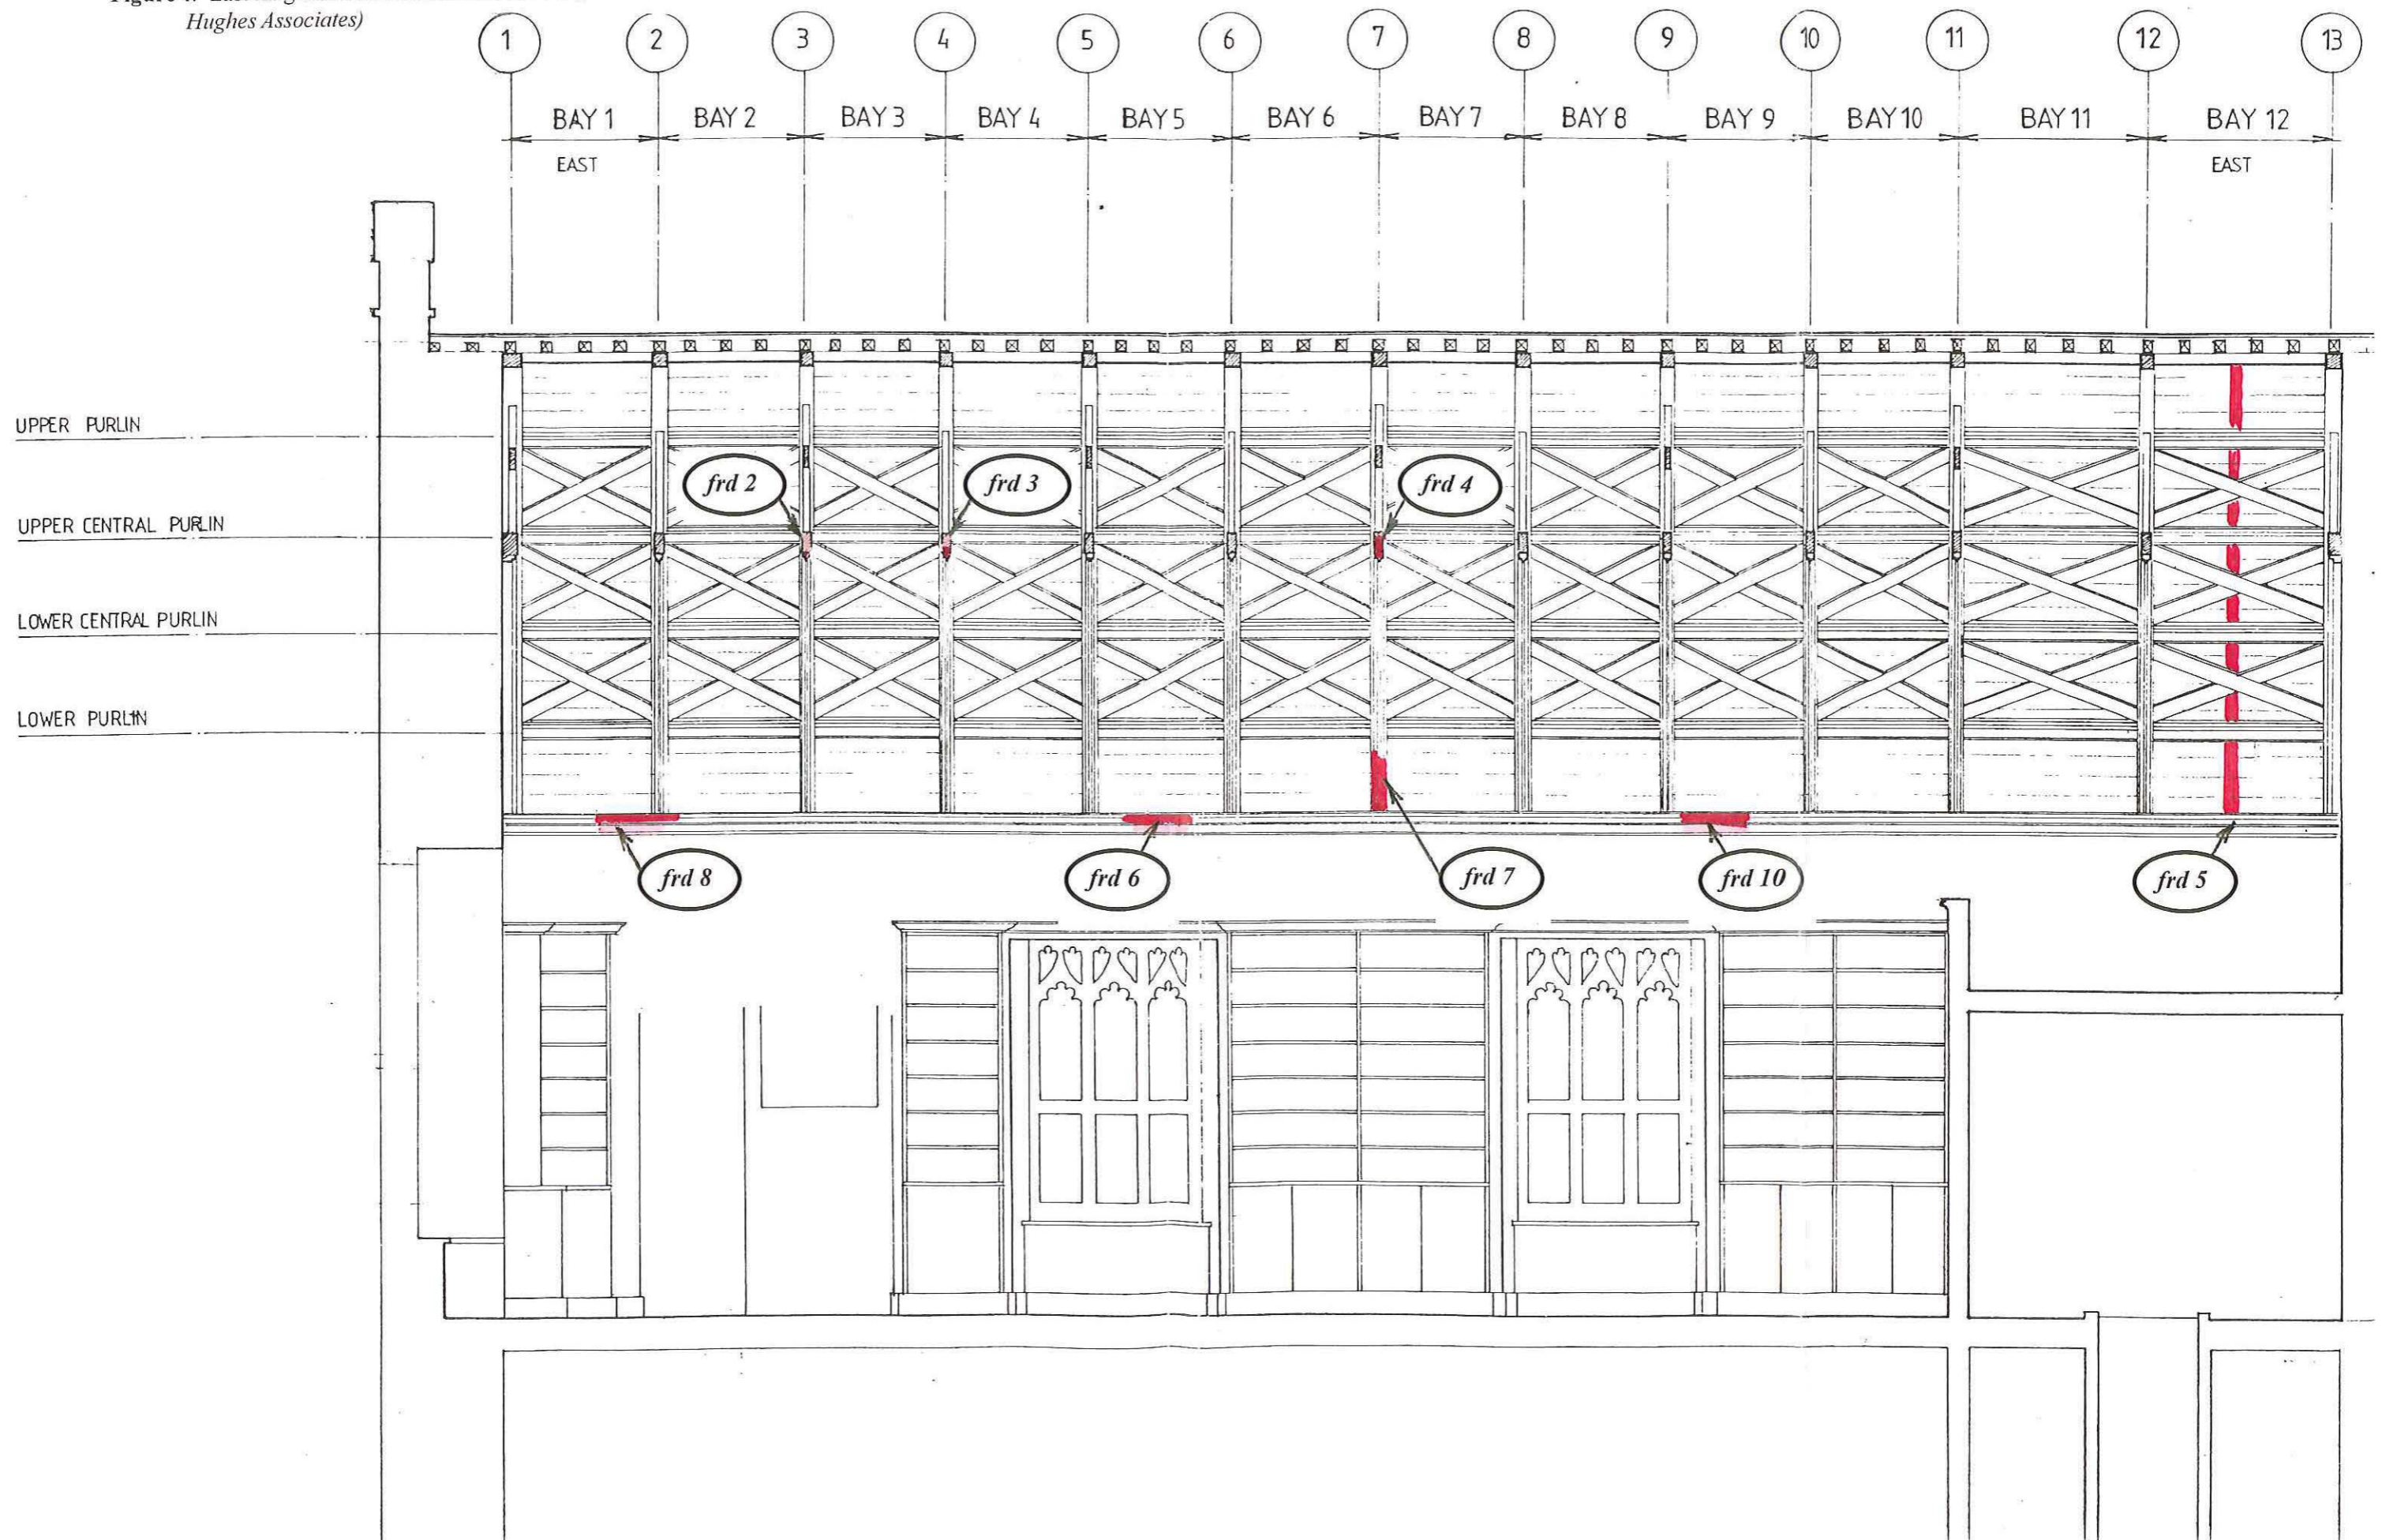 Hughes Associates)
1 2 3 4 5 6 7 8 9 10 11 12 13
BAY 1 BAY 2 BAY 3 BAY 4 BAY 5 BAY 6 BAY 7 BAY 8 BAY 9 BAY 10 BAY 11 BAY 12
EAST EAST
UPPER PURLIN
frd 2 frd 3 frd 4
UPPER CENTRAL PURLIN
LOWER CENTRAL PURLIN
LOWER PURLIN
frd 8 frd 6 frd 7 frd 10 frd 5